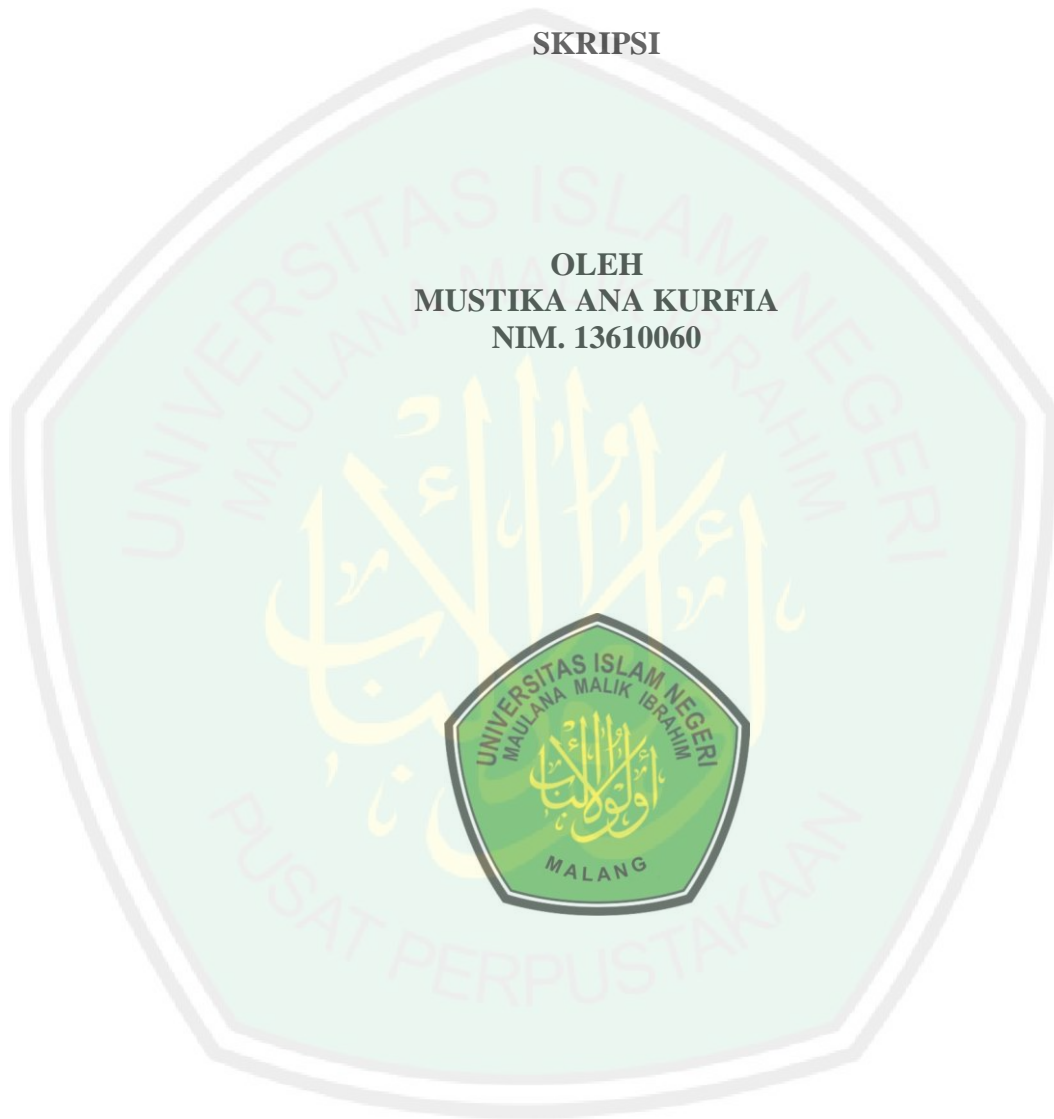 SKRIPSI
OLEH
MUSTIKA ANA KURFIA
NIM. 13610060
UNIVERSITAS ISLAM NEGERI
MAULANA MALIK IBRAHIM
PUSAT PERPUSTAKAAN
UNIVERSITAS ISLAM NEGERI
MAULANA MALIK IBRAHIM
MALANG